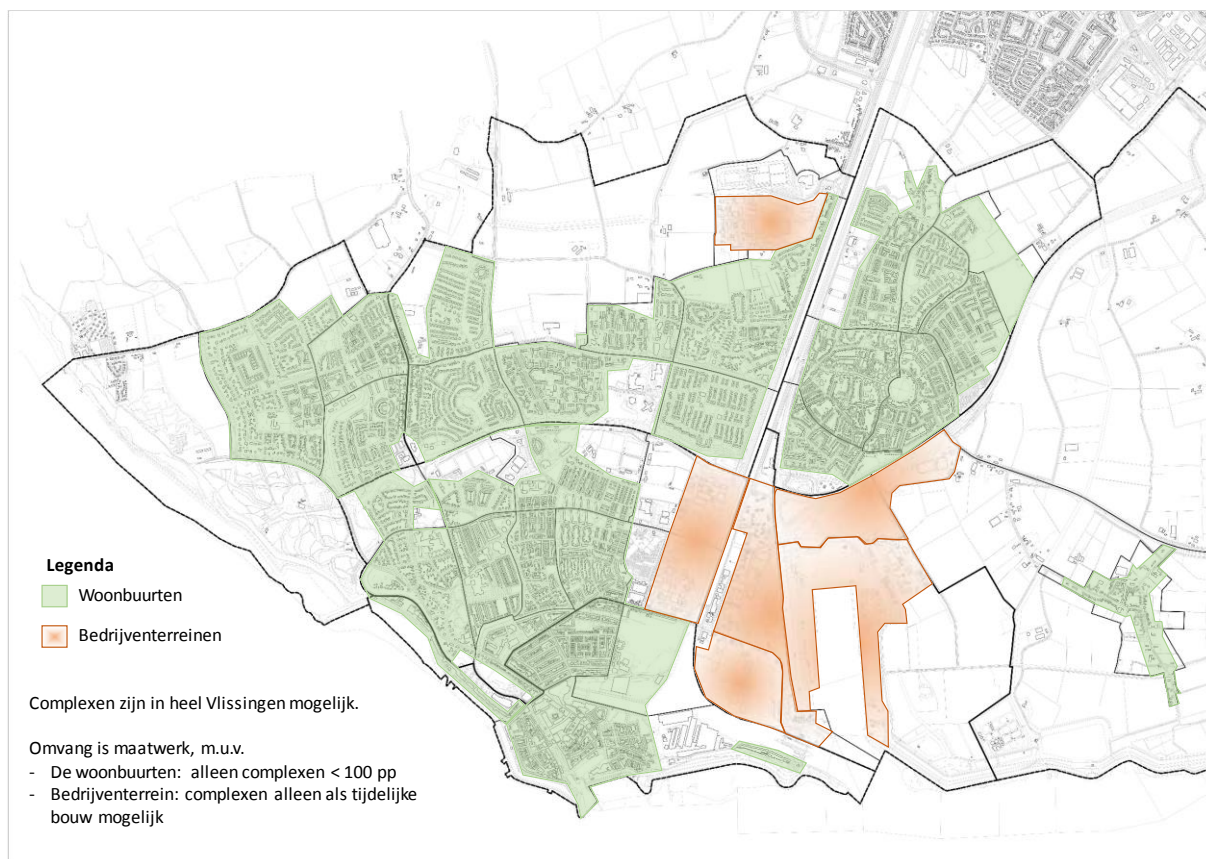 Legenda
Woonbuurten
Bedrijventerreinen
Complexen zijn in heel Vlissingen mogelijk.
Omvang is maatwerk, m.u.v.
- De woonbuurten: alleen complexen < 100 pp
- Bedrijventerrein: complexen alleen als tijdelijke
bouw mogelijk